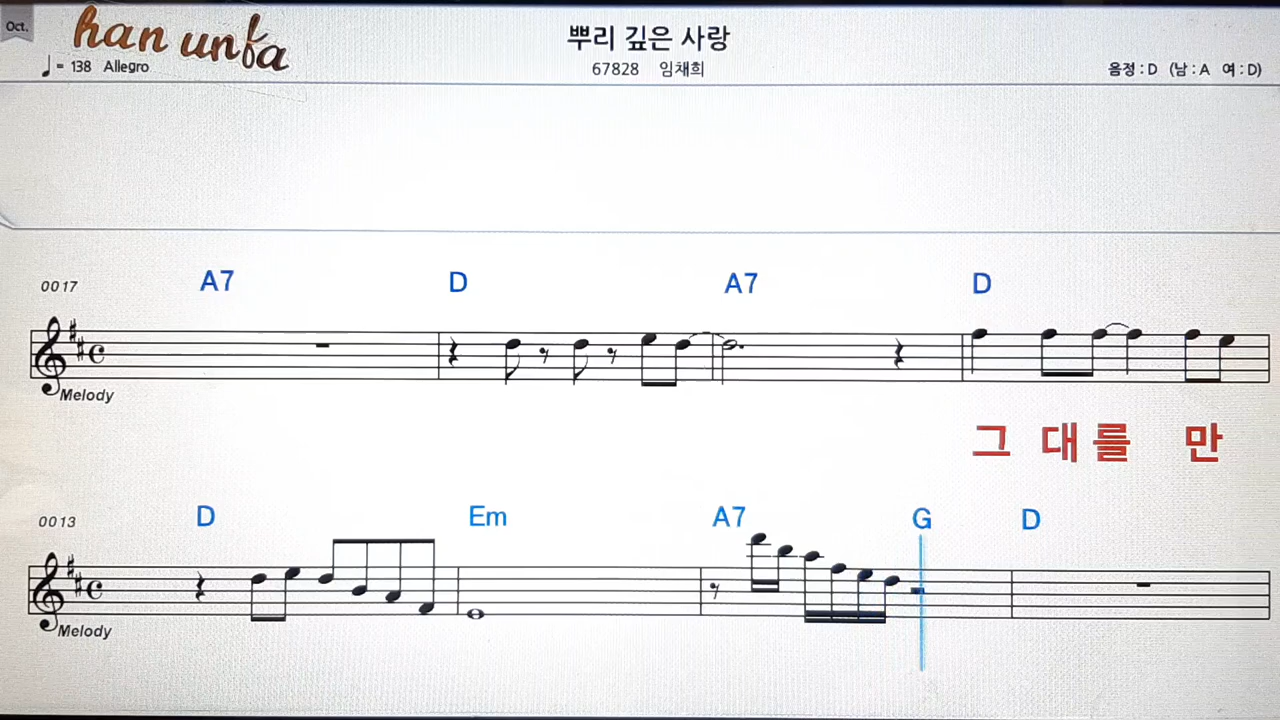 Oct.
han unfa
뿌리 깊은 사랑
♩= 138 Allegro
67828 임채희
음정 : D (남 : A 여 : D)
0017
A7 D A7 D
Melody
그 대 를 만
0013
D Em A7 G D
Melody